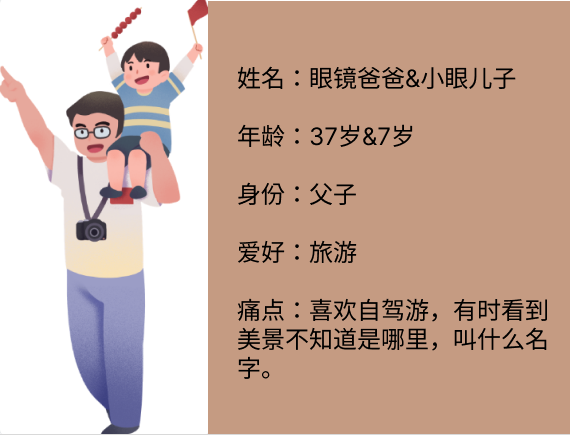 姓名：眼镜爸爸&小眼儿子
年龄：37岁&7岁
身份：父子
爱好：旅游
痛点：喜欢自驾游，有时看到
美景不知道是哪里，叫什么名
字。